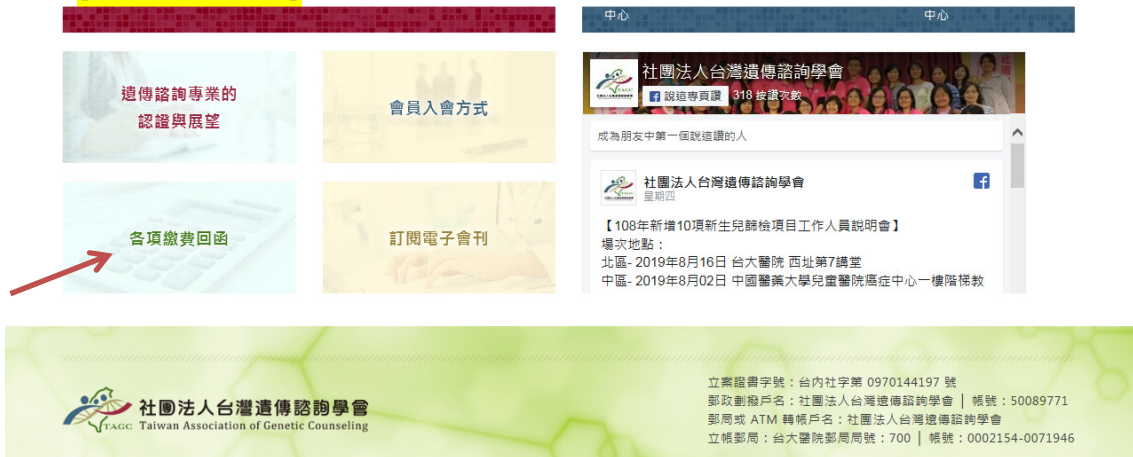 中心
中心
遺傳諮詢專業的
認證與展望
會員入會方式
各項繳費回函
訂閱電子會刊
社團法人台灣遺傳諮詢學會
說這專頁讚 318 按讚次數
成為朋友中第一個說這讚的人
社團法人台灣遺傳諮詢學會
星期四
【108年新增10項新生兒篩檢項目工作人員說明會】
場次地點：
北區- 2019年8月16日 台大醫院 西址第7講堂
中區- 2019年8月02日 中國醫藥大學兒童醫院癌症中心一樓階梯教
社團法人台灣遺傳諮詢學會
TAGC Taiwan Association of Genetic Counseling
立案證書字號：台內社字第 0970144197 號
郵政劃撥戶名：社團法人台灣遺傳諮詢學會 │ 帳號：50089771
郵局或 ATM 轉帳戶名：社團法人台灣遺傳諮詢學會
立帳郵局：台大醫院郵局局號：700 │ 帳號：0002154-0071946